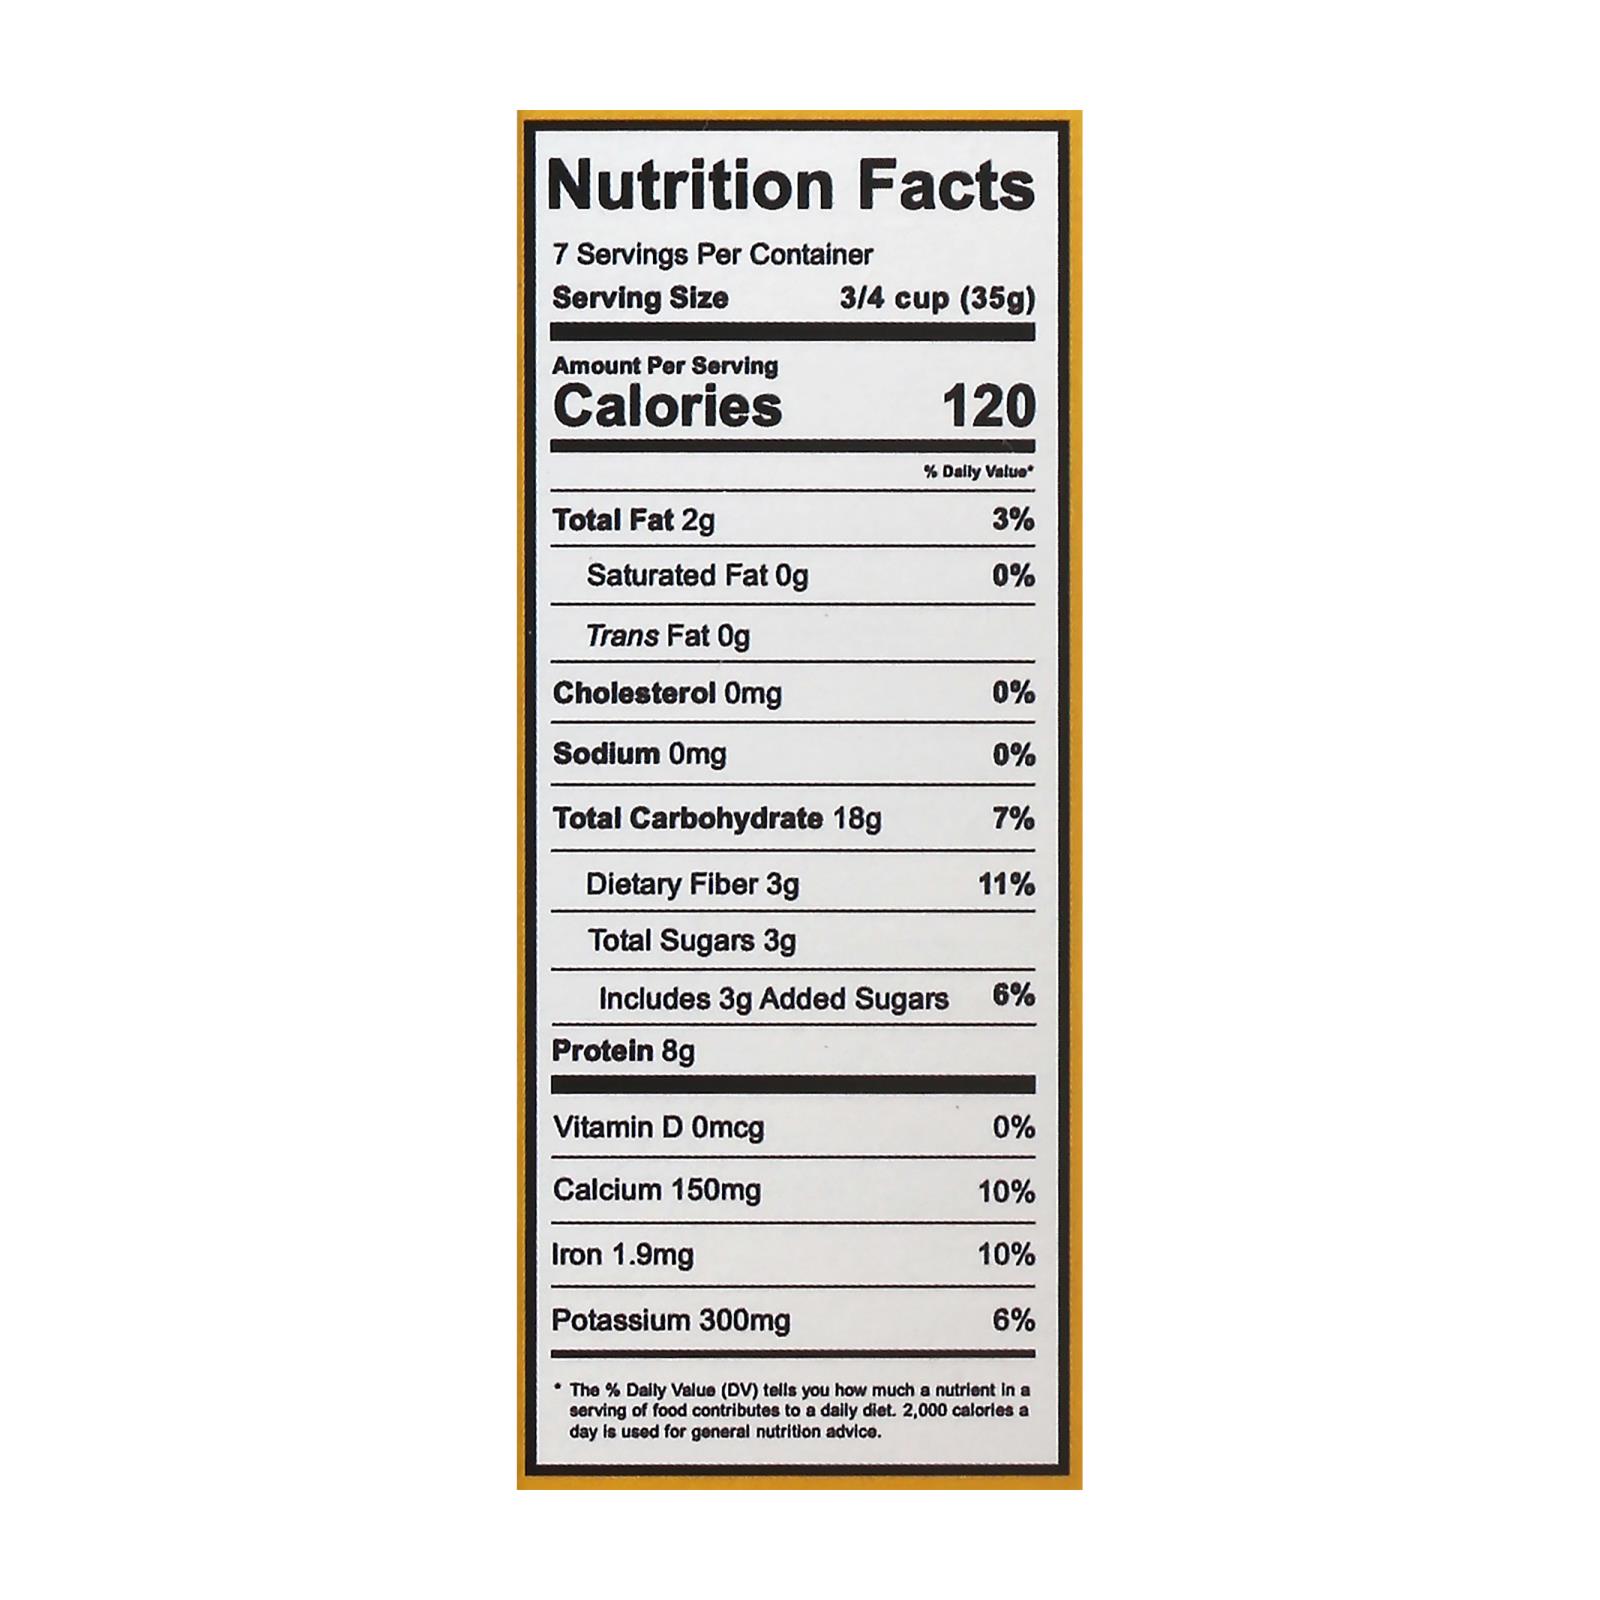 Nutrition Facts
7 Servings Per Container
Serving Size 3/4 cup (35g)
Amount Per Serving
Calories 120
% Daily Value*
Total Fat 2g 3%
Saturated Fat 0g 0%
Trans Fat 0g
Cholesterol 0mg 0%
Sodium 0mg 0%
Total Carbohydrate 18g 7%
Dietary Fiber 3g 11%
Total Sugars 3g
Includes 3g Added Sugars 6%
Protein 8g
Vitamin D 0mcg 0%
Calcium 150mg 10%
Iron 1.9mg 10%
Potassium 300mg 6%
* The % Daily Value (DV) tells you how much a nutrient in a
serving of food contributes to a daily diet. 2,000 calories a
day is used for general nutrition advice.